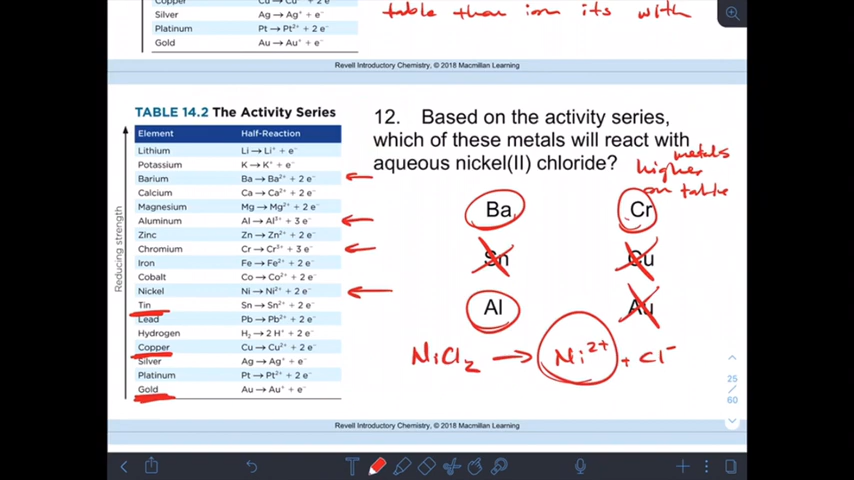 Copper Cu → Cu²⁺ + 2 e⁻
Silver Ag → Ag⁺ + e⁻
Platinum Pt → Pt²⁺ + 2 e⁻
Gold Au → Au⁺ + e⁻
table than ion its with
Revell Introductory Chemistry, © 2018 Macmillan Learning
TABLE 14.2 The Activity Series
Element Half-Reaction
Lithium Li → Li⁺ + e⁻
Potassium K → K⁺ + e⁻
Barium Ba → Ba²⁺ + 2 e⁻
Calcium Ca → Ca²⁺ + 2 e⁻
Magnesium Mg → Mg²⁺ + 2 e⁻
Aluminum Al → Al³⁺ + 3 e⁻
Zinc Zn → Zn²⁺ + 2 e⁻
Chromium Cr → Cr³⁺ + 3 e⁻
Iron Fe → Fe²⁺ + 2 e⁻
Cobalt Co → Co²⁺ + 2 e⁻
Nickel Ni → Ni²⁺ + 2 e⁻
Tin Sn → Sn²⁺ + 2 e⁻
Lead Pb → Pb²⁺ + 2 e⁻
Hydrogen H₂ → 2 H⁺ + 2 e⁻
Copper Cu → Cu²⁺ + 2 e⁻
Silver Ag → Ag⁺ + e⁻
Platinum Pt → Pt²⁺ + 2 e⁻
Gold Au → Au⁺ + e⁻
Reducing strength
12. Based on the activity series,
which of these metals will react with
aqueous nickel(II) chloride?
metals
higher
on table
Ba Cr
Sn Cu
Al Au
NiCl₂ → Ni²⁺ + Cl⁻
Revell Introductory Chemistry, © 2018 Macmillan Learning
25
/
60
T